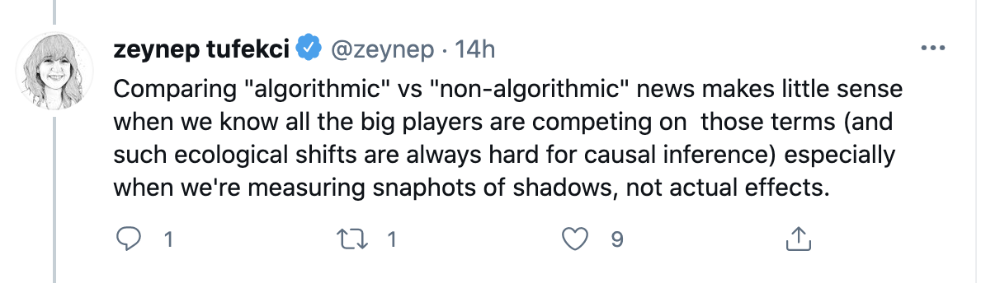 zeynep tufekci @zeynep · 14h
Comparing "algorithmic" vs "non-algorithmic" news makes little sense
when we know all the big players are competing on  those terms (and
such ecological shifts are always hard for causal inference) especially
when we're measuring snaphots of shadows, not actual effects.
1 1 9